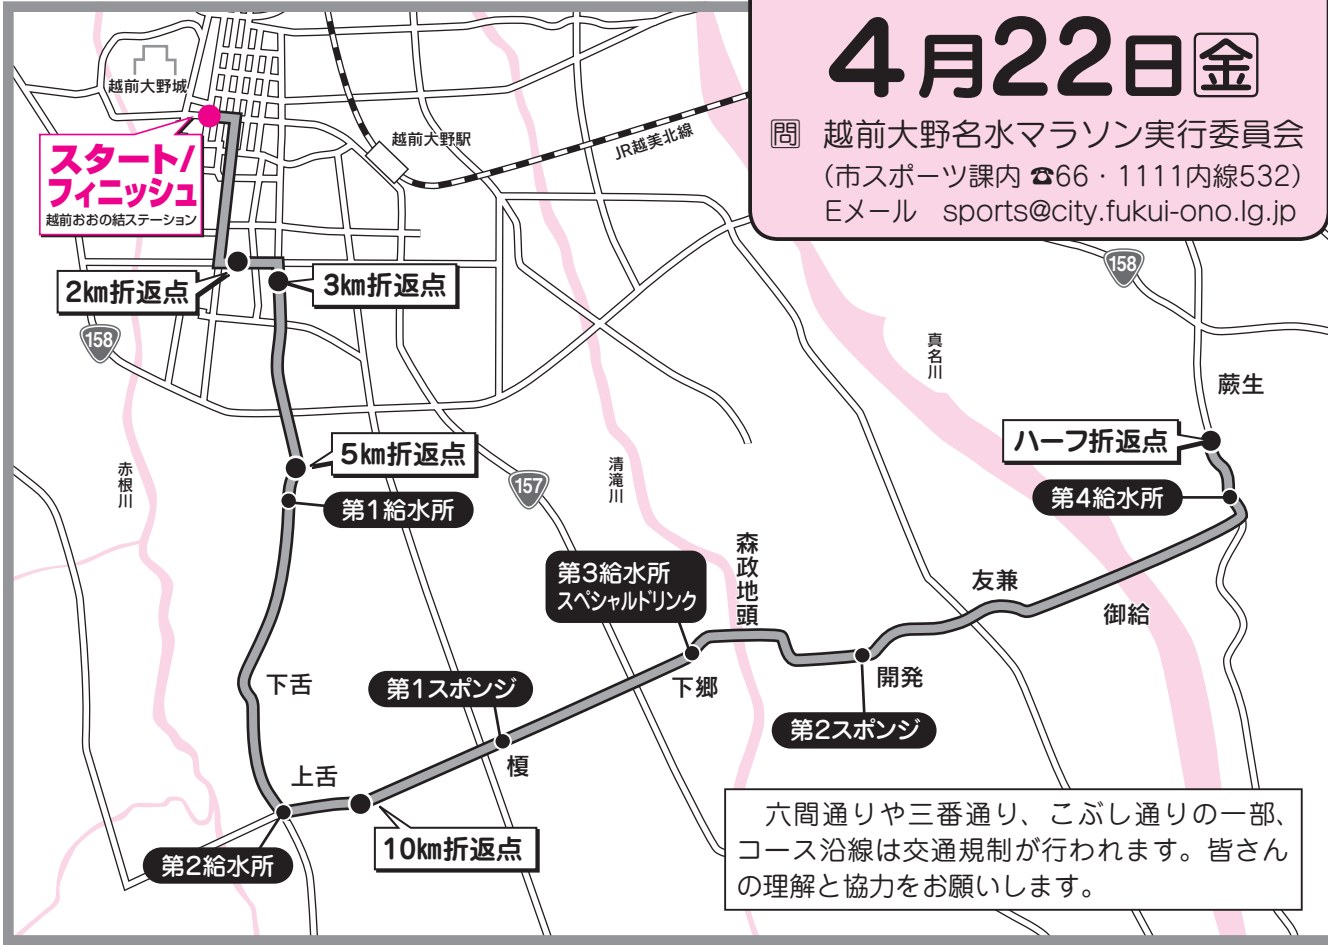 4月22日金
問 越前大野名水マラソン実行委員会
(市スポーツ課内 ☎66・1111内線532)
Eメール sports@city.fukui-ono.lg.jp
越前大野城
越前大野駅
JR越美北線
スタート/
フィニッシュ
越前おおの結ステーション
2km折返点
3km折返点
158
158
真名川
蕨生
ハーフ折返点
5km折返点
赤根川
清滝川
157
第4給水所
第1給水所
森政地頭
第3給水所
スペシャルドリンク
友兼
御給
下舌
第1スポンジ
下郷
開発
第2スポンジ
榎
上舌
10km折返点
第2給水所
六間通りや三番通り、こぶし通りの一部、
コース沿線は交通規制が行われます。皆さん
の理解と協力をお願いします。